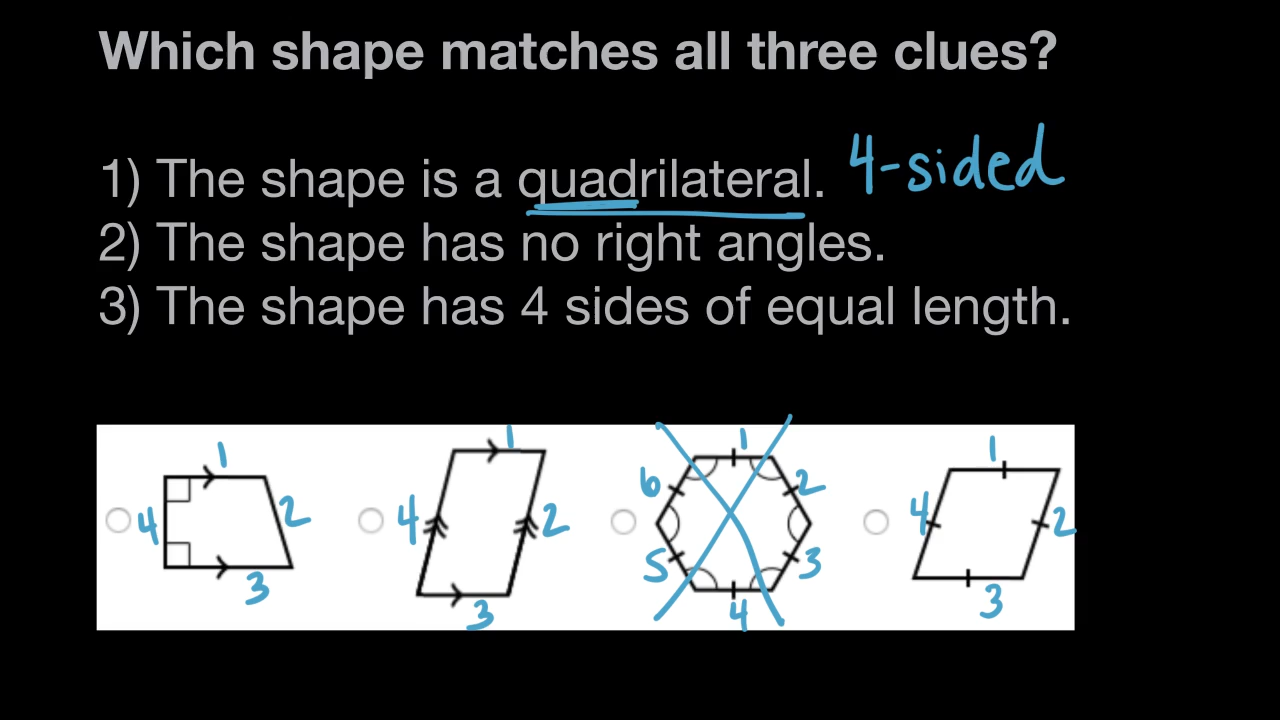 Which shape matches all three clues?
1) The shape is a quadrilateral. 4-sided
2) The shape has no right angles.
3) The shape has 4 sides of equal length.
1 2 3 4
1 2 3 4
1 2 3 4 5 6
1 2 3 4